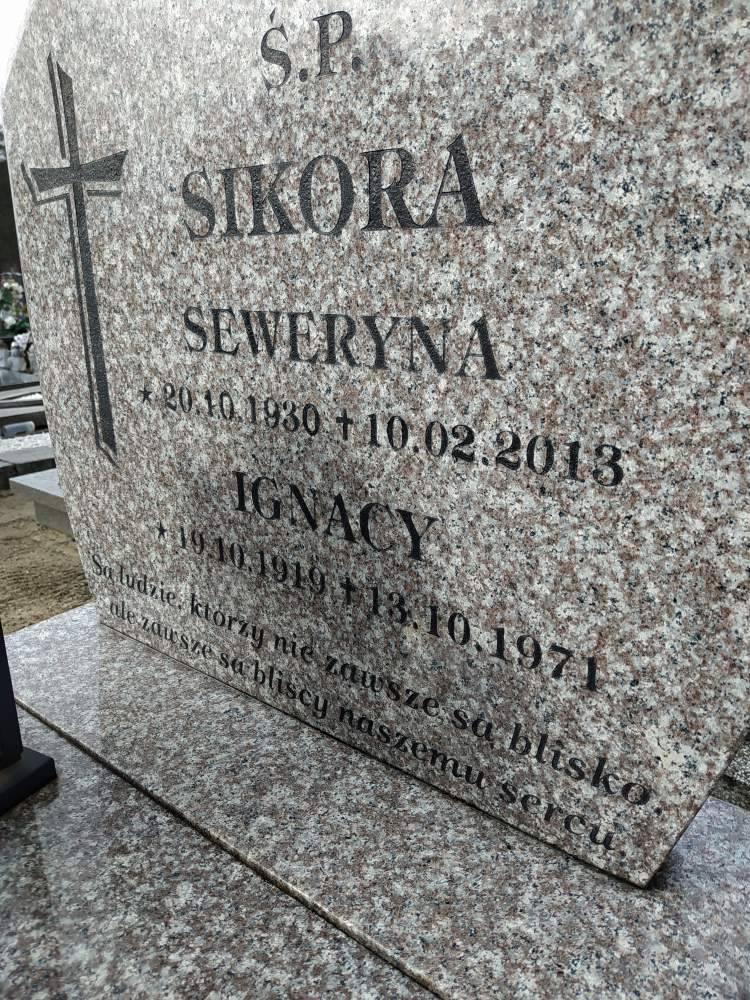 Ś.P.
SIKORA
SEWERYNA
* 20.10.1930 † 10.02.2013
IGNACY
* 19.10.1919 † 13.10.1971
Są ludzie, którzy nie zawsze są blisko,
ale zawsze są bliscy naszemu sercu.